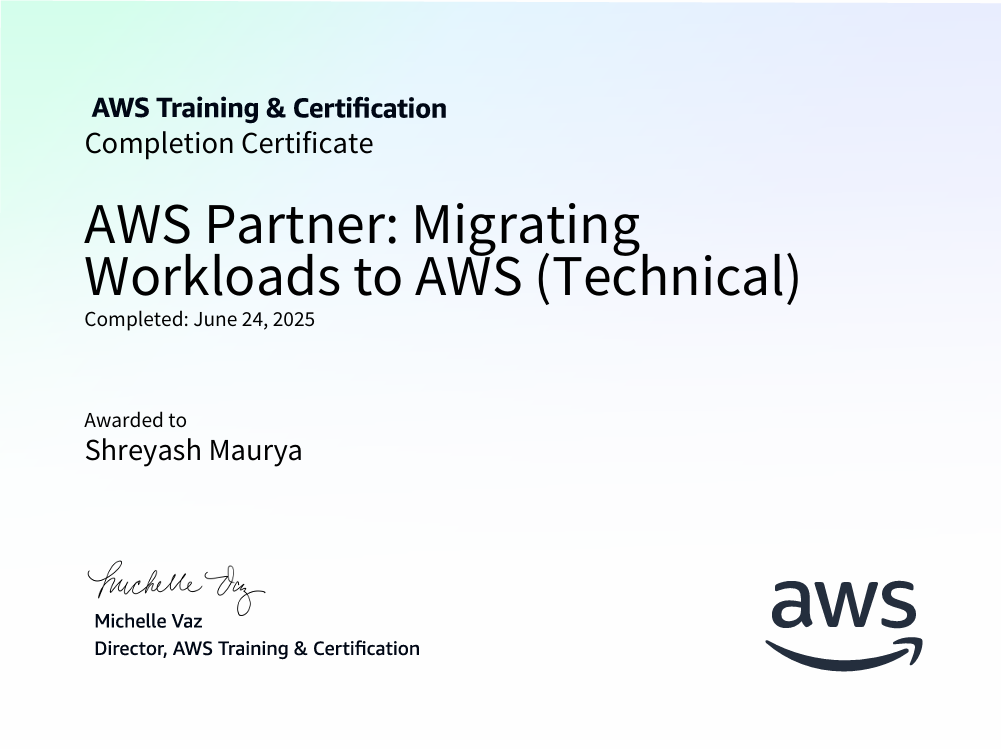 AWS Training & Certification
Completion Certificate
AWS Partner: Migrating
Workloads to AWS (Technical)
Completed: June 24, 2025
Awarded to
Shreyash Maurya
Michelle Vaz
Michelle Vaz
Director, AWS Training & Certification
aws